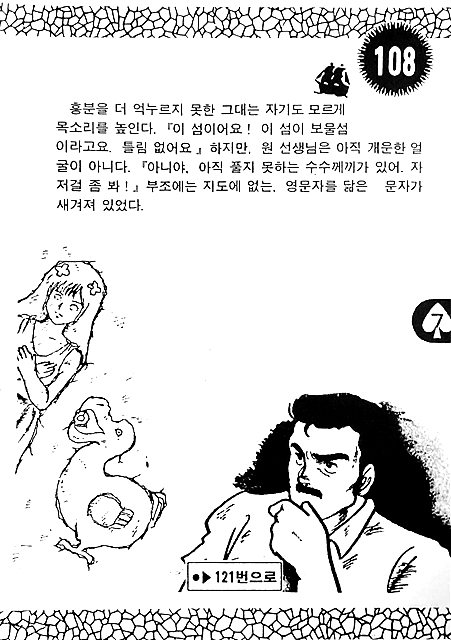 108
흥분을 더 억누르지 못한 그대는 자기도 모르게
목소리를 높인다. 『이 섬이어요! 이 섬이 보물섬
이라고요. 틀림 없어요』 하지만, 원 선생님은 아직 개운한 얼
굴이 아니다. 『아니야, 아직 풀지 못하는 수수께끼가 있어. 자
저걸 좀 봐!』 부조에는 지도에 없는, 영문자를 닮은 문자가
새겨져 있었다.
7
●▶121번으로